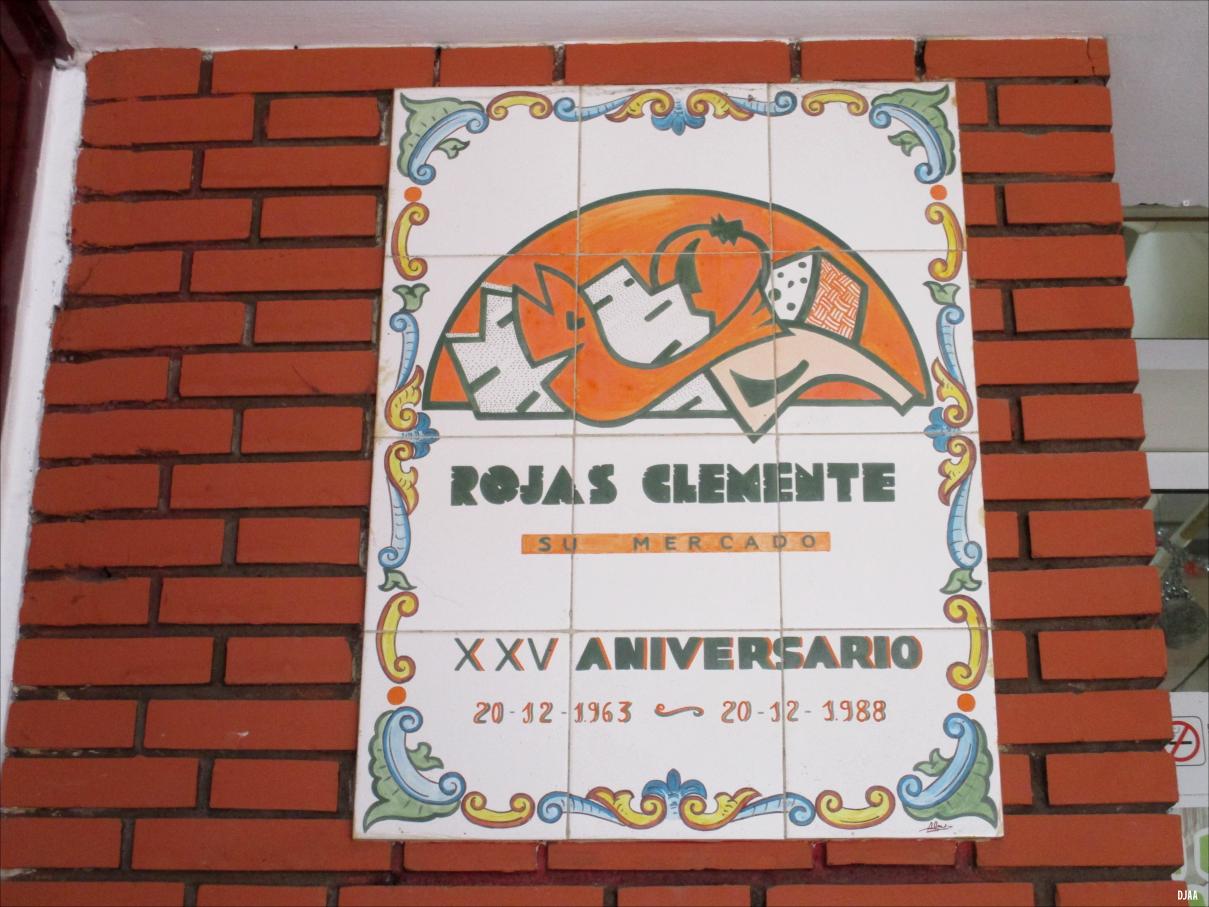 ROJAS CLEMENTE
SU MERCADO
XXV ANIVERSARIO
20-12-1963 ~ 20-12-1988
DJAA